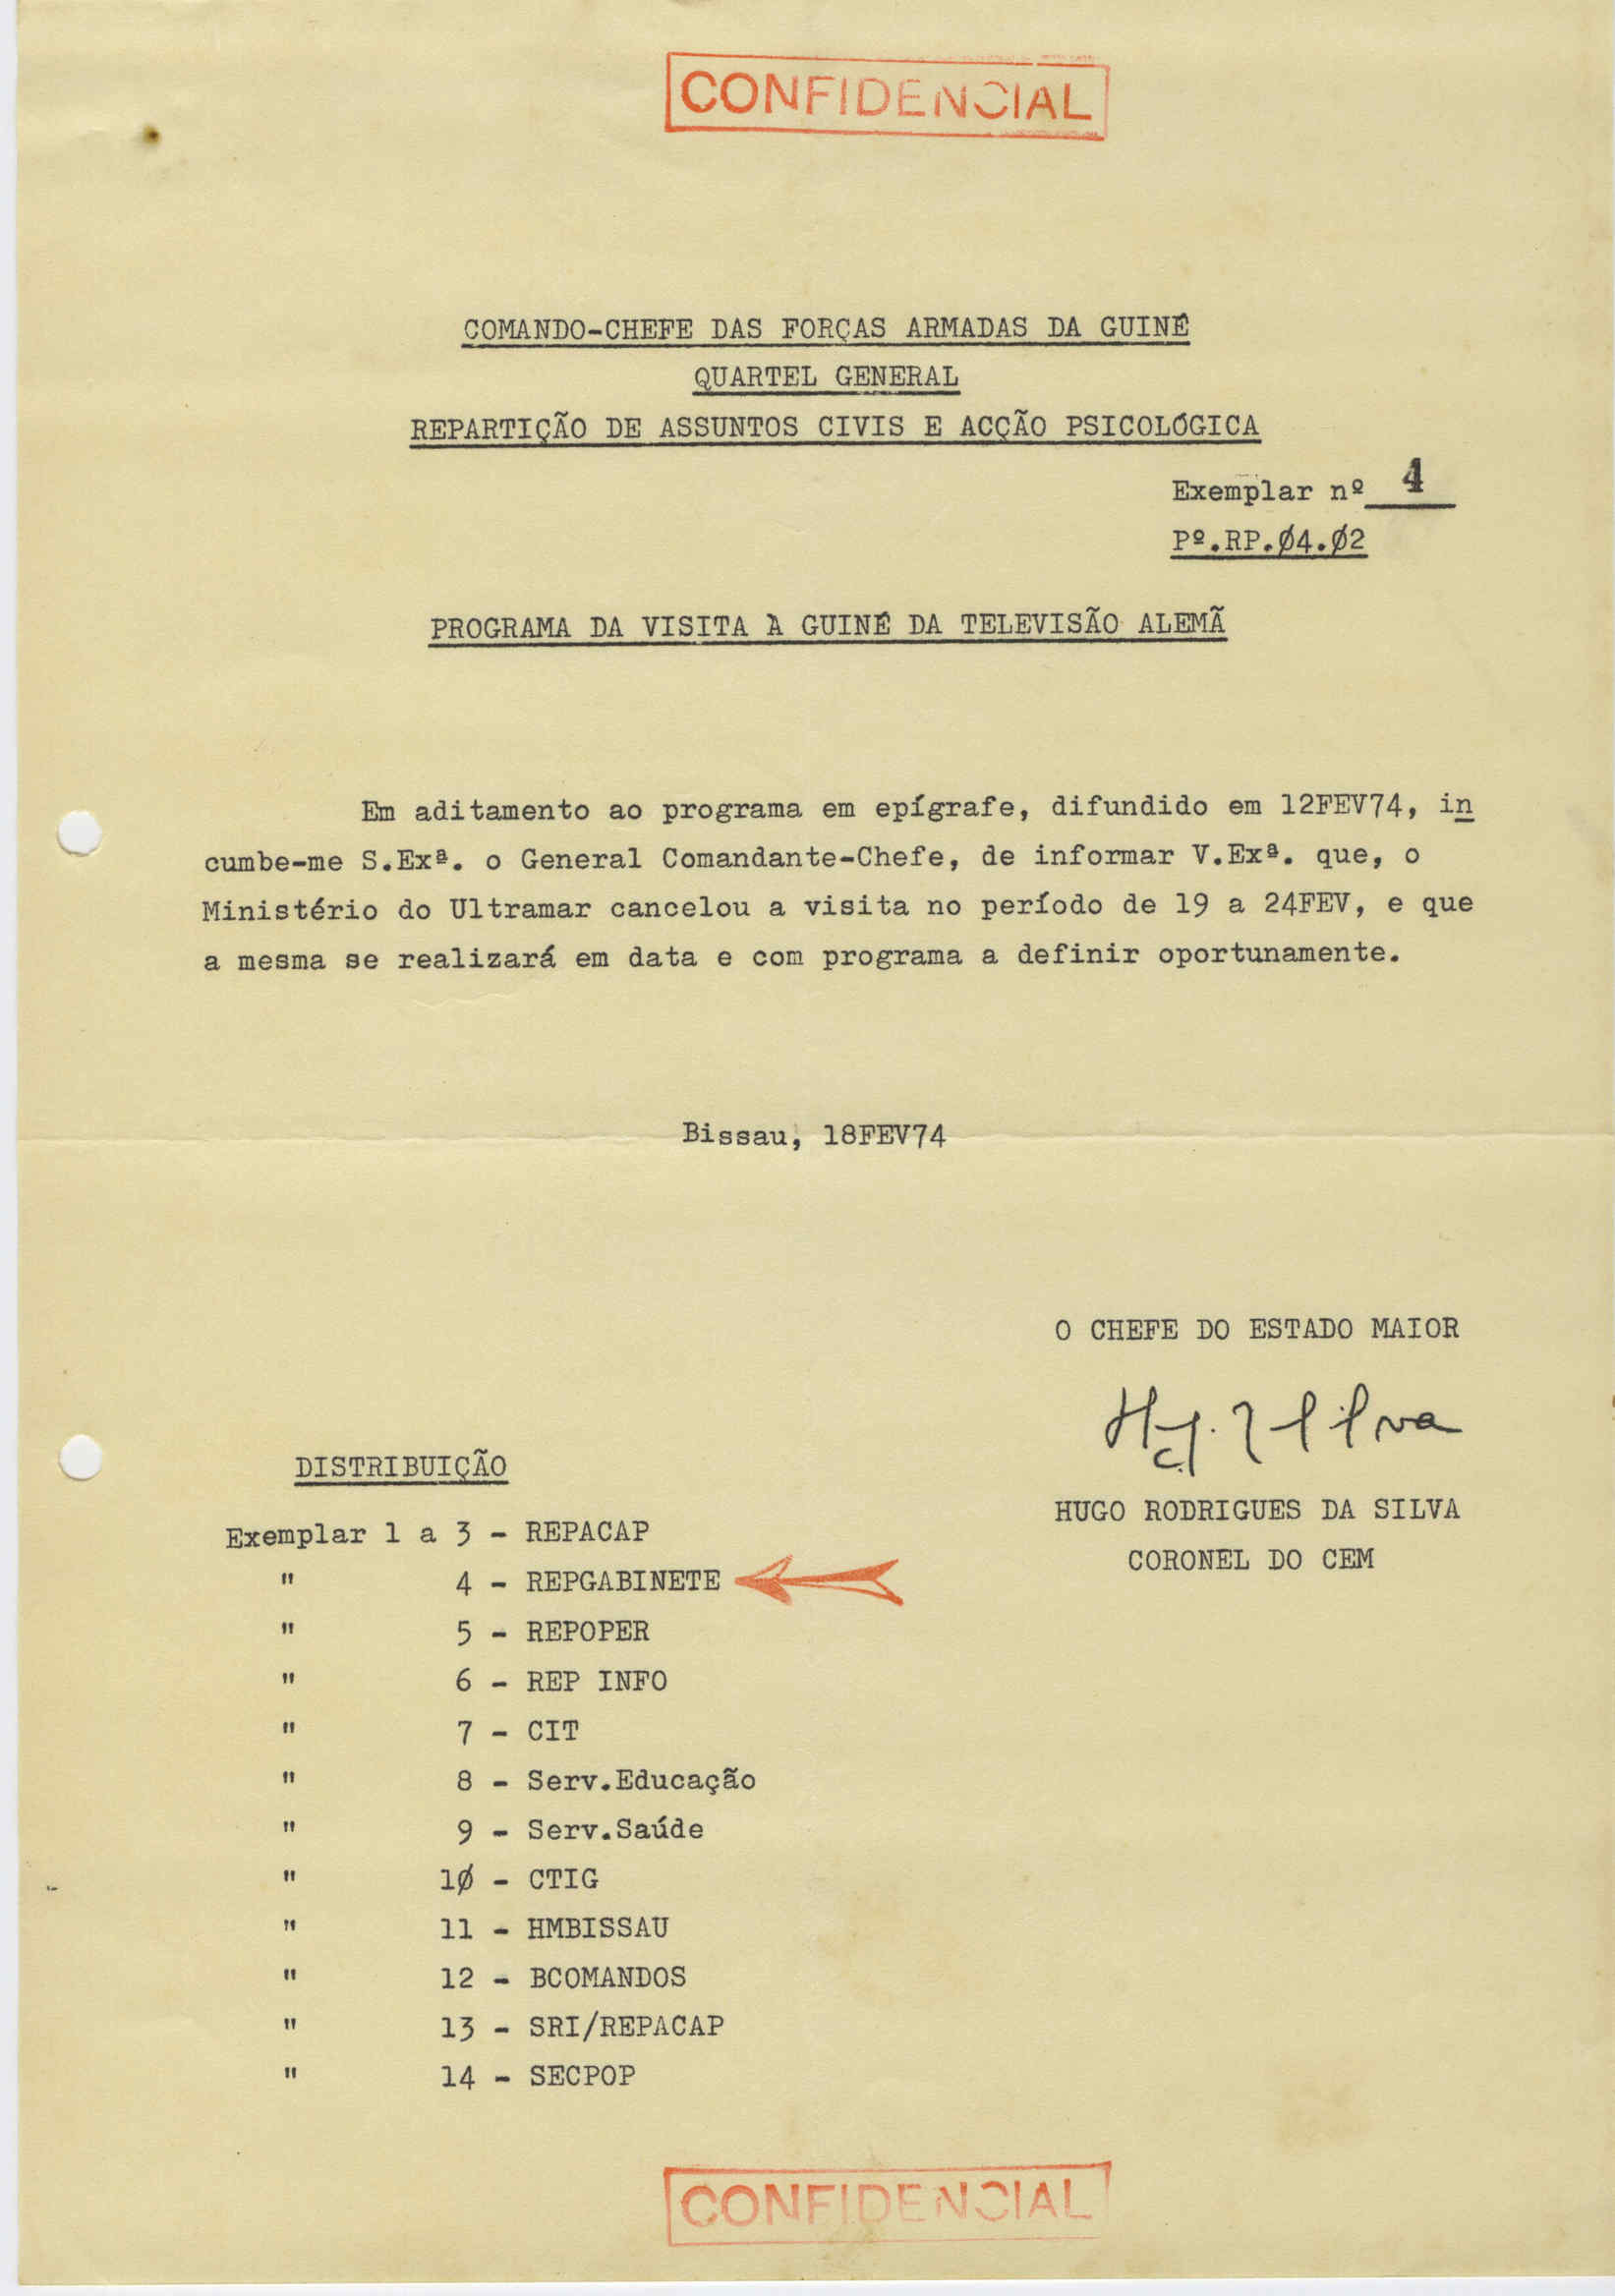 CONFIDENCIAL
COMANDO-CHEFE DAS FORÇAS ARMADAS DA GUINÉ
QUARTEL GENERAL
REPARTIÇÃO DE ASSUNTOS CIVIS E ACÇÃO PSICOLÓGICA
Exemplar nº 4
Pº.RP.Ø4.Ø2
PROGRAMA DA VISITA À GUINÉ DA TELEVISÃO ALEMÃ
Em aditamento ao programa em epígrafe, difundido em 12FEV74, in
cumbe-me S.Exª. o General Comandante-Chefe, de informar V.Exª. que, o
Ministério do Ultramar cancelou a visita no período de 19 a 24FEV, e que
a mesma se realizará em data e com programa a definir oportunamente.
Bissau, 18FEV74
O CHEFE DO ESTADO MAIOR
HUGO RODRIGUES DA SILVA
CORONEL DO CEM
DISTRIBUIÇÃO
Exemplar 1 a 3 - REPACAP
" 4 - REPGABINETE
" 5 - REPOPER
" 6 - REP INFO
" 7 - CIT
" 8 - Serv.Educação
" 9 - Serv.Saúde
" 1Ø - CTIG
" 11 - HMBISSAU
" 12 - BCOMANDOS
" 13 - SRI/REPACAP
" 14 - SECPOP
CONFIDENCIAL